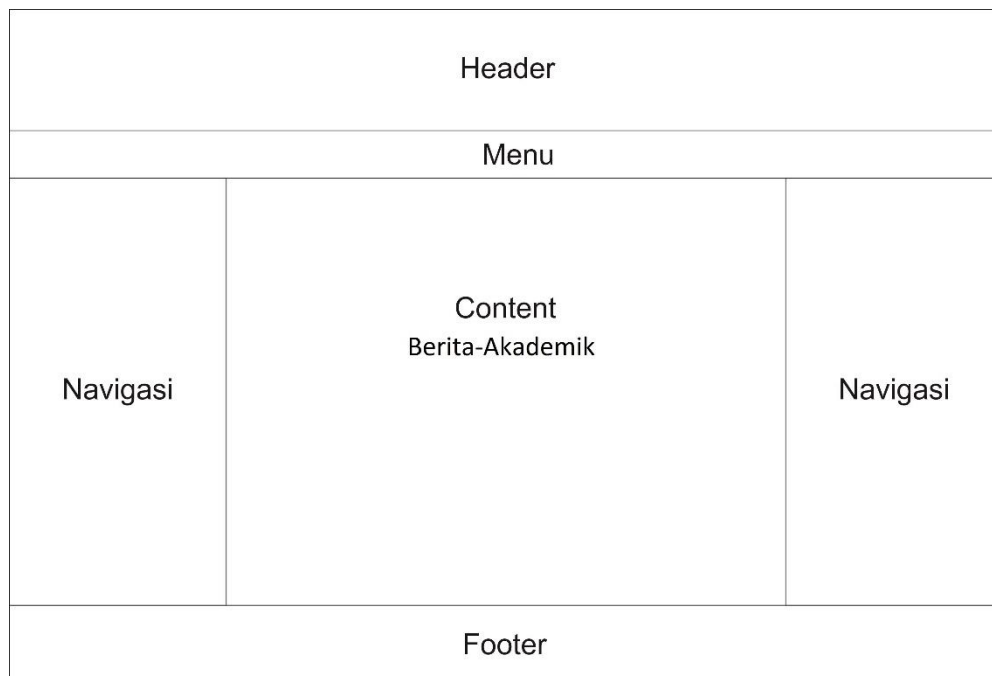 Header
Menu
Content
Berita-Akademik
Navigasi
Navigasi
Footer